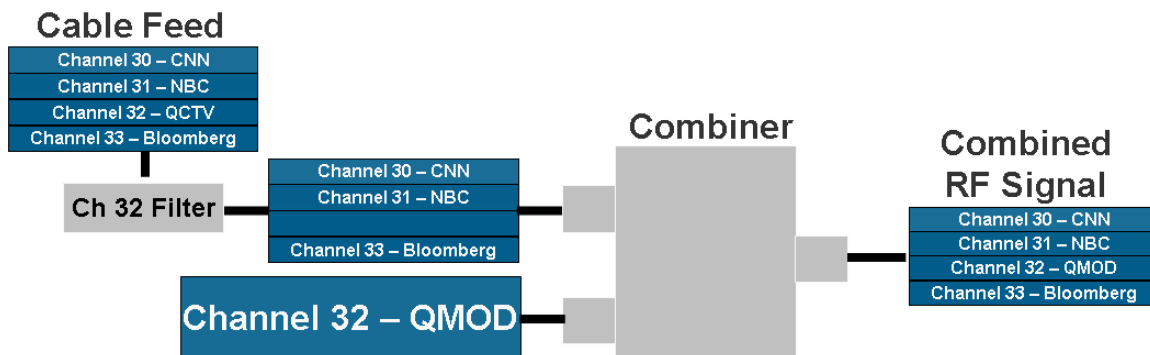 Cable Feed
Channel 30 – CNN
Channel 31 – NBC
Channel 32 – QCTV
Channel 33 – Bloomberg
Ch 32 Filter
Channel 30 – CNN
Channel 31 – NBC
Channel 33 – Bloomberg
Channel 32 – QMOD
Combiner
Combined
RF Signal
Channel 30 – CNN
Channel 31 – NBC
Channel 32 – QMOD
Channel 33 – Bloomberg